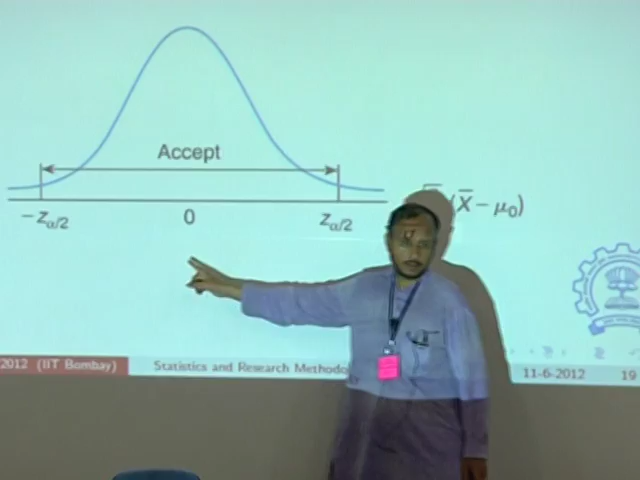 Accept
-zα/2
0
zα/2
(X̄ − μ0)
2012 (IIT Bombay)
Statistics and Research Methodo
11-6-2012
19